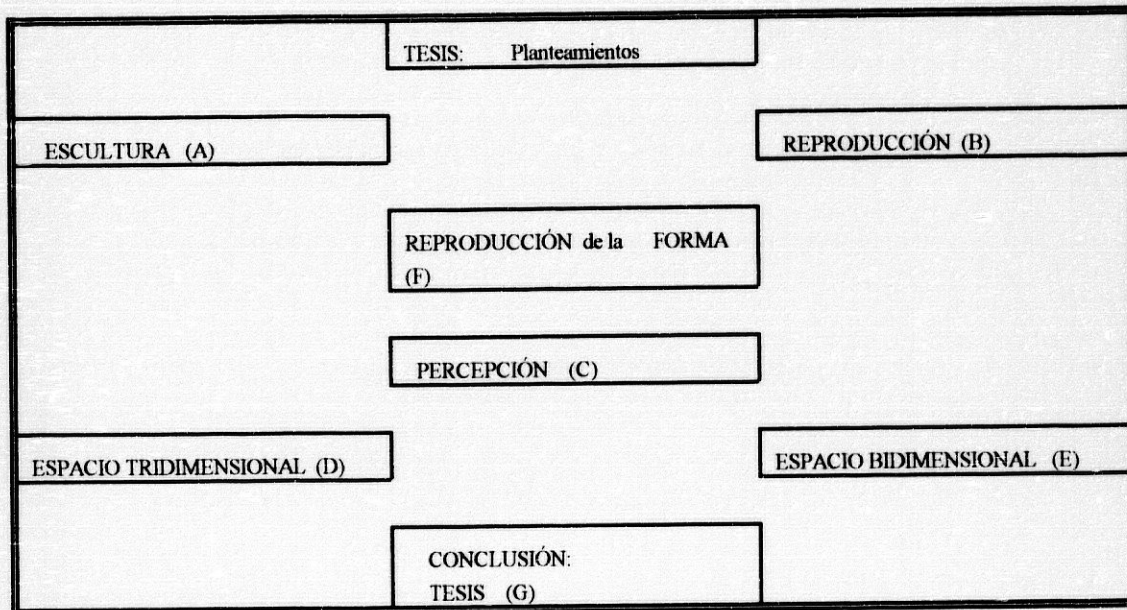 TESIS: Planteamientos
ESCULTURA (A)
REPRODUCCIÓN (B)
REPRODUCCIÓN de la FORMA
(F)
PERCEPCIÓN (C)
ESPACIO TRIDIMENSIONAL (D)
ESPACIO BIDIMENSIONAL (E)
CONCLUSIÓN:
TESIS (G)